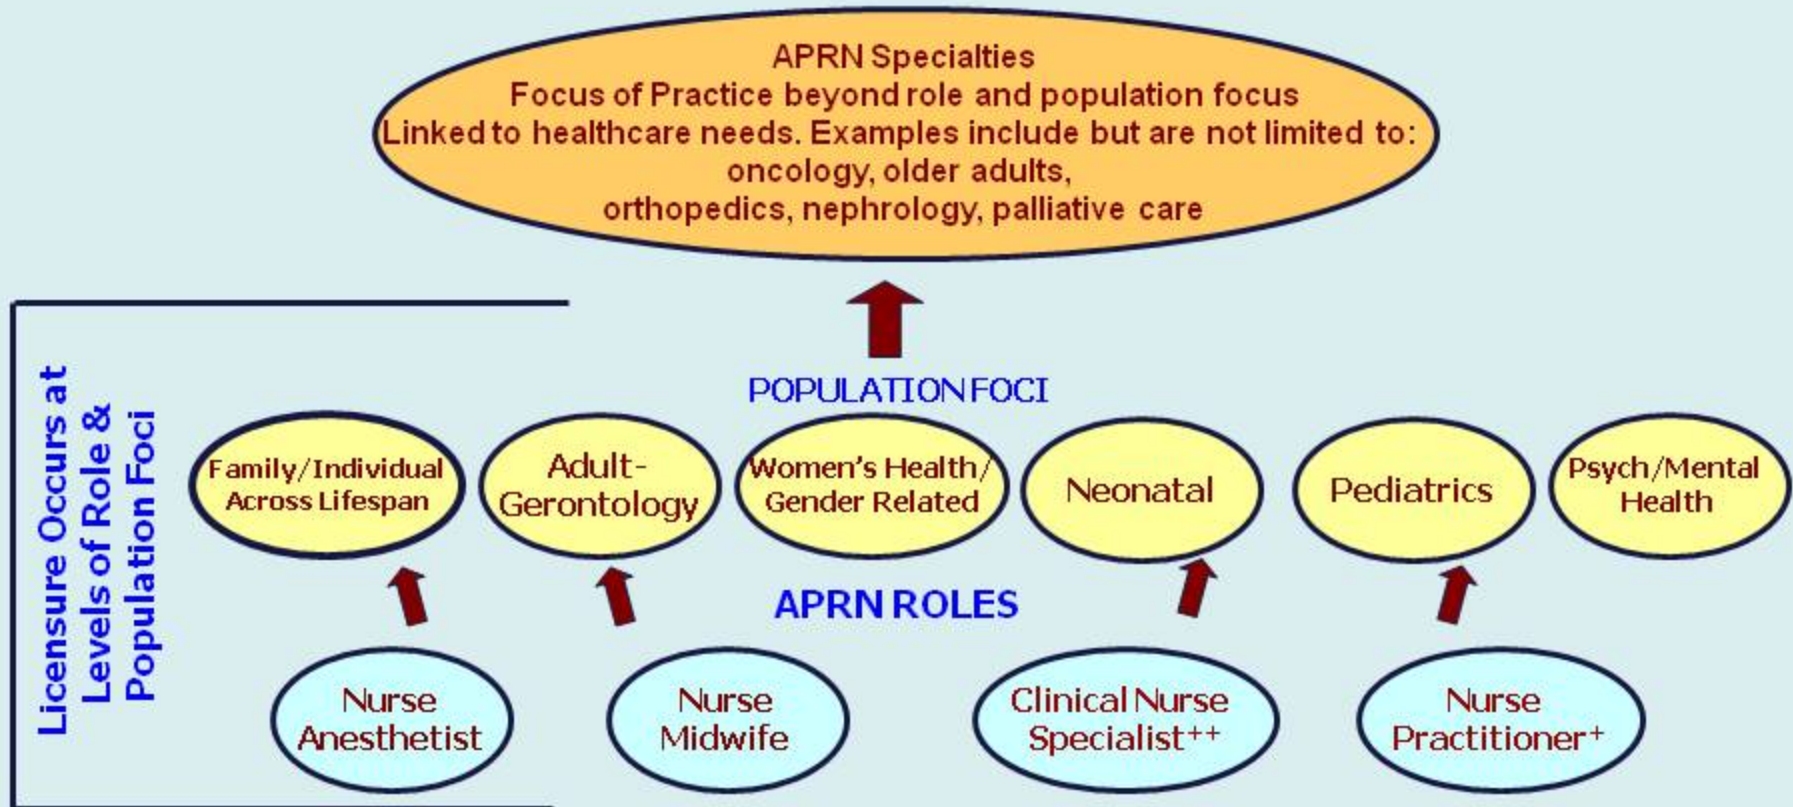 APRN Specialties
Focus of Practice beyond role and population focus
Linked to healthcare needs. Examples include but are not limited to:
oncology, older adults,
orthopedics, nephrology, palliative care
Licensure Occurs at
Levels of Role &
Population Foci
POPULATION FOCI
Family/Individual
Across Lifespan
Adult-
Gerontology
Women's Health/
Gender Related
Neonatal
Pediatrics
Psych/Mental
Health
APRN ROLES
Nurse
Anesthetist
Nurse
Midwife
Clinical Nurse
Specialist⁺⁺
Nurse
Practitioner⁺